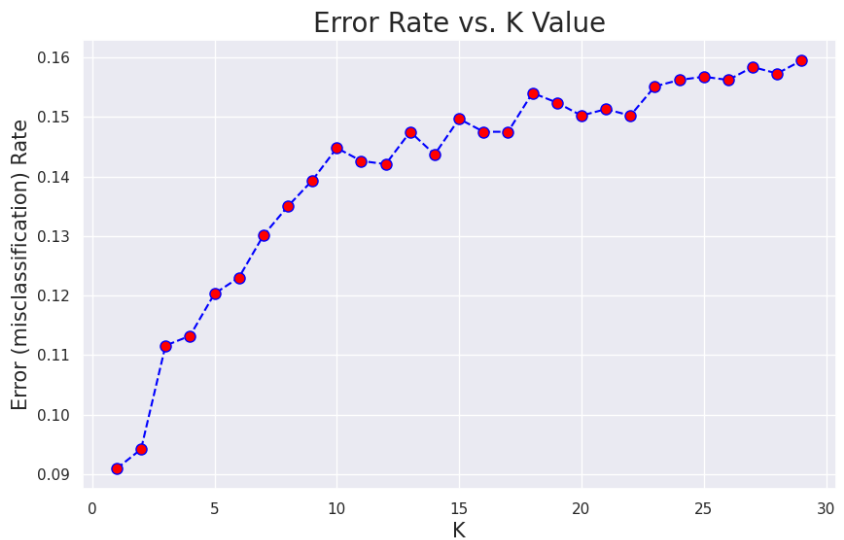 Error Rate vs. K Value
Error (misclassification) Rate
0.16
0.15
0.14
0.13
0.12
0.11
0.10
0.09
0 5 10 15 20 25 30
K